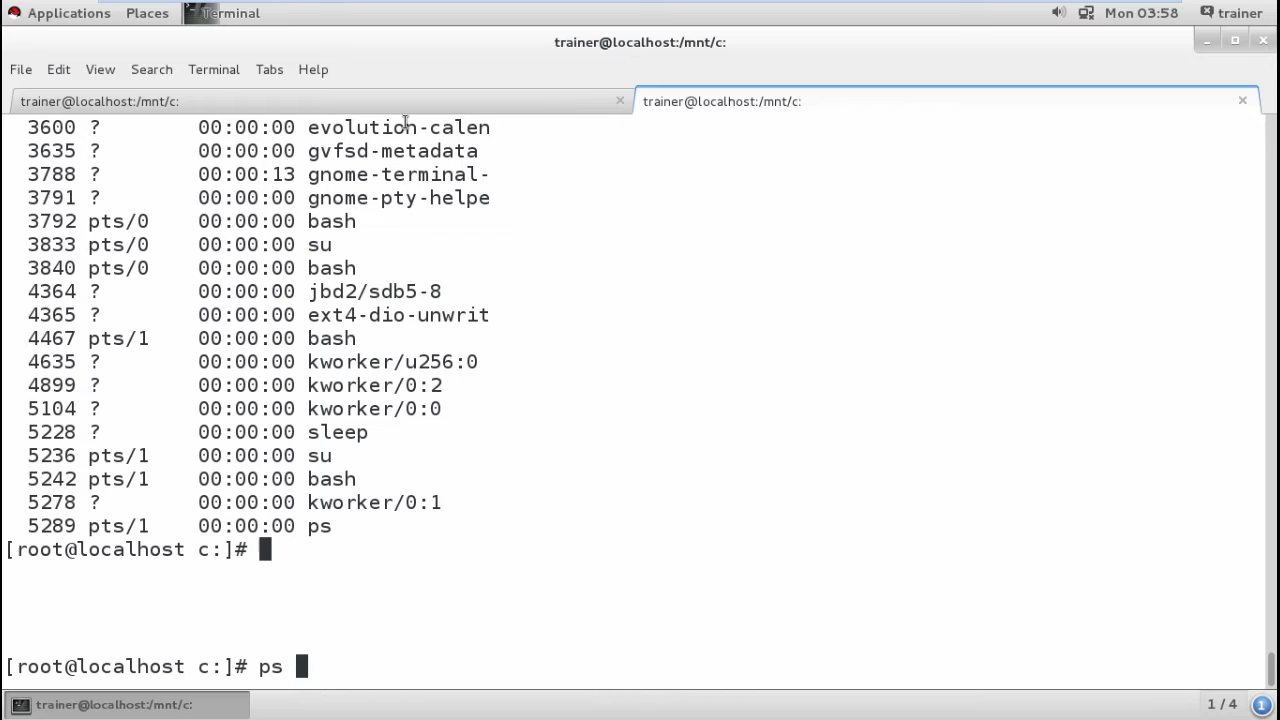 Applications Places Terminal Mon 03:58 trainer
trainer@localhost:/mnt/c:
File Edit View Search Terminal Tabs Help
trainer@localhost:/mnt/c: × trainer@localhost:/mnt/c: ×
3600 ? 00:00:00 evolution-calen
3635 ? 00:00:00 gvfsd-metadata
3788 ? 00:00:13 gnome-terminal-
3791 ? 00:00:00 gnome-pty-helpe
3792 pts/0 00:00:00 bash
3833 pts/0 00:00:00 su
3840 pts/0 00:00:00 bash
4364 ? 00:00:00 jbd2/sdb5-8
4365 ? 00:00:00 ext4-dio-unwrit
4467 pts/1 00:00:00 bash
4635 ? 00:00:00 kworker/u256:0
4899 ? 00:00:00 kworker/0:2
5104 ? 00:00:00 kworker/0:0
5228 ? 00:00:00 sleep
5236 pts/1 00:00:00 su
5242 pts/1 00:00:00 bash
5278 ? 00:00:00 kworker/0:1
5289 pts/1 00:00:00 ps
[root@localhost c:]#
[root@localhost c:]# ps
trainer@localhost:/mnt/c: 1 / 4 1